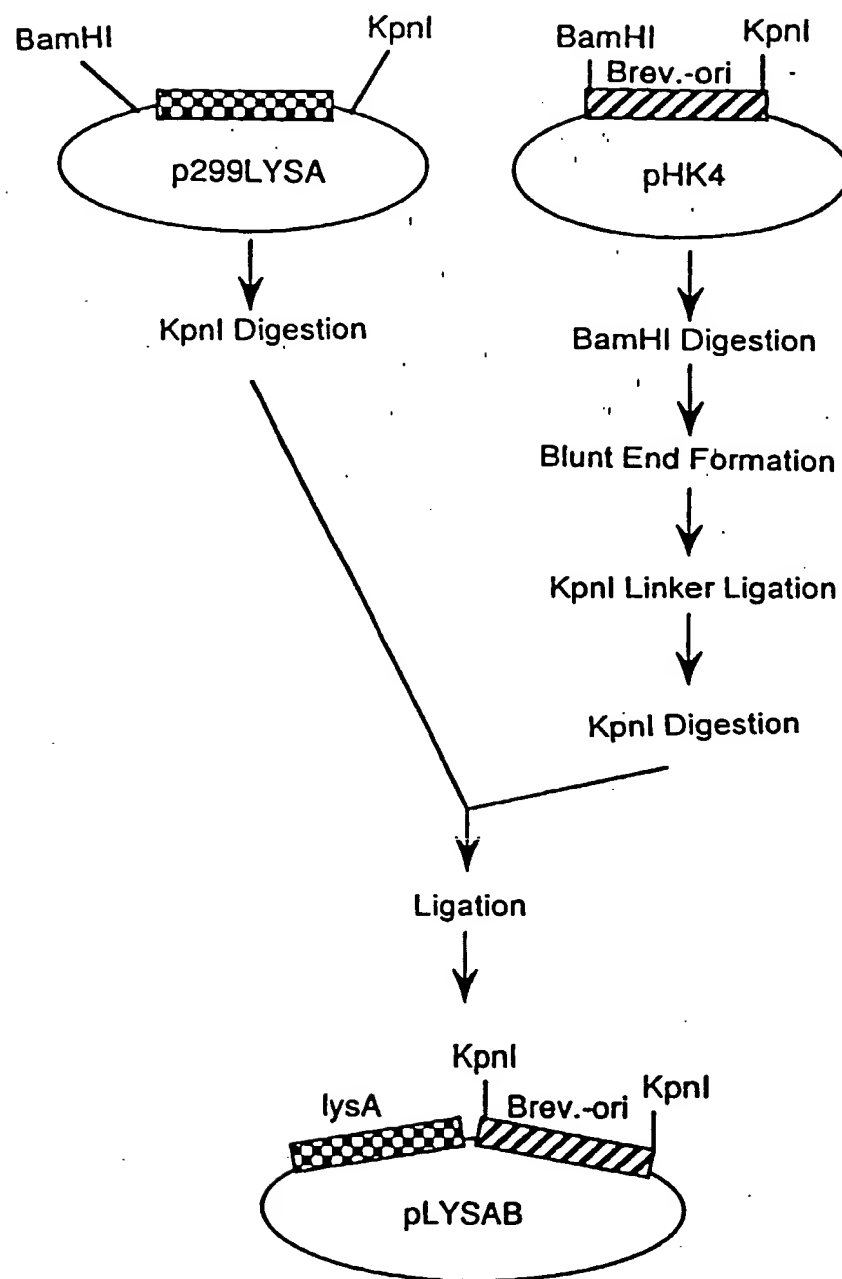 BamHI
KpnI
p299LYSA
KpnI Digestion
BamHI
KpnI
Brev.-ori
pHK4
BamHI Digestion
Blunt End Formation
KpnI Linker Ligation
KpnI Digestion
Ligation
KpnI
KpnI
lysA
Brev.-ori
pLYSAB